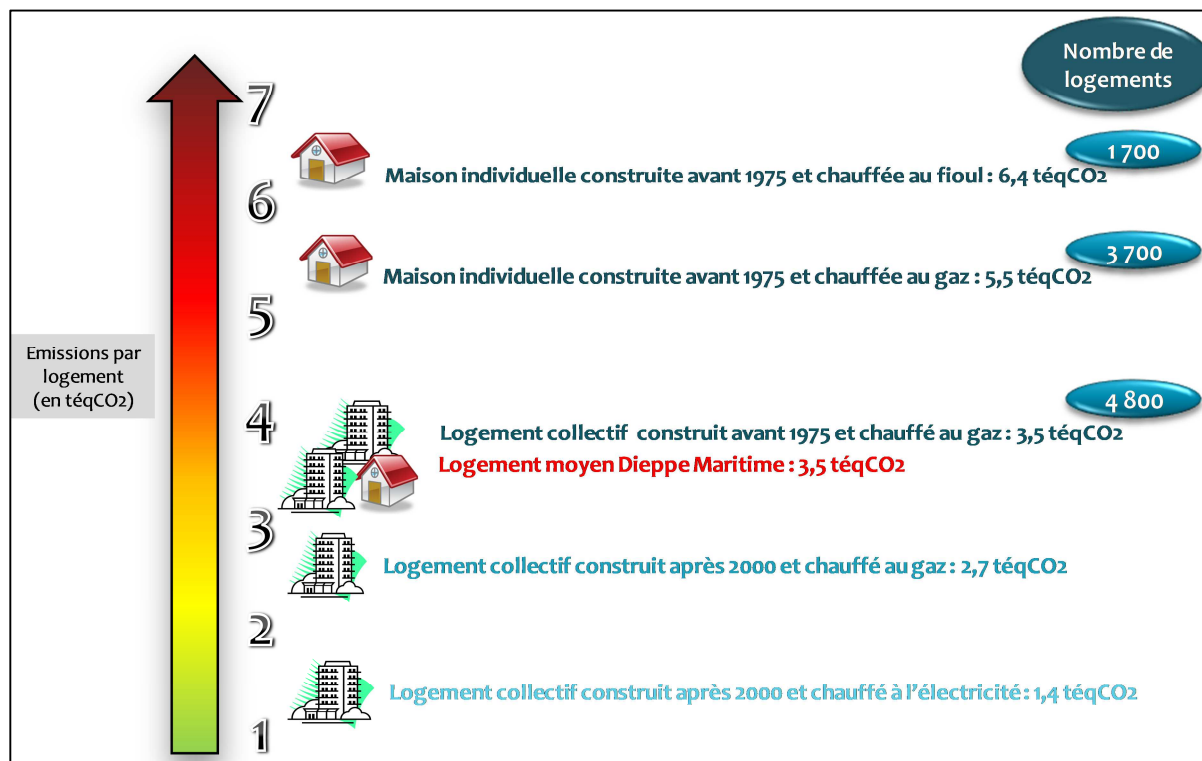 Nombre de
logements
7
1 700
Maison individuelle construite avant 1975 et chauffée au fioul : 6,4 téqCO2
6
3 700
Maison individuelle construite avant 1975 et chauffée au gaz : 5,5 téqCO2
5
Emissions par
logement
(en téqCO2)
4 800
4
Logement collectif construit avant 1975 et chauffé au gaz : 3,5 téqCO2
Logement moyen Dieppe Maritime : 3,5 téqCO2
3
Logement collectif construit après 2000 et chauffé au gaz : 2,7 téqCO2
2
Logement collectif construit après 2000 et chauffé à l'électricité : 1,4 téqCO2
1